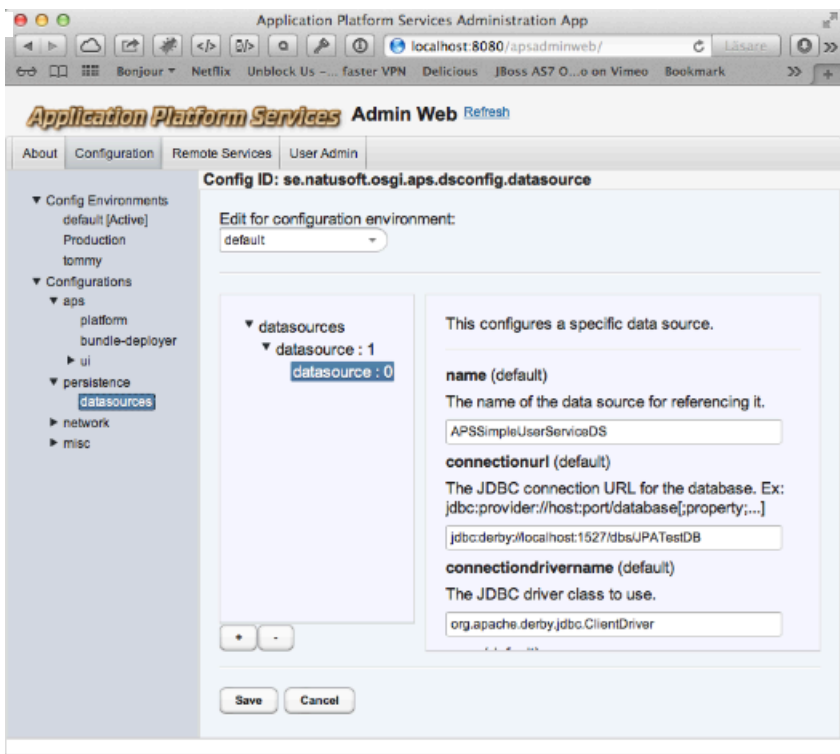 Application Platform Services Administration App
localhost:8080/apsadminweb/
Läsare
Bonjour Netflix Unblock Us –... faster VPN Delicious JBoss AS7 O...o on Vimeo Bookmark
Application Platform Services Admin Web Refresh
About Configuration Remote Services User Admin
Config ID: se.natusoft.osgi.aps.dsconfig.datasource
Config Environments
default [Active]
Production
tommy
Configurations
aps
platform
bundle-deployer
ui
persistence
datasources
network
misc
Edit for configuration environment:
default
datasources
datasource : 1
datasource : 0
+ -
This configures a specific data source.
name (default)
The name of the data source for referencing it.
APSSimpleUserServiceDS
connectionurl (default)
The JDBC connection URL for the database. Ex:
jdbc:provider://host:port/database[;property;...]
jdbc:derby://localhost:1527/dbs/JPATestDB
connectiondrivername (default)
The JDBC driver class to use.
org.apache.derby.jdbc.ClientDriver
Save Cancel